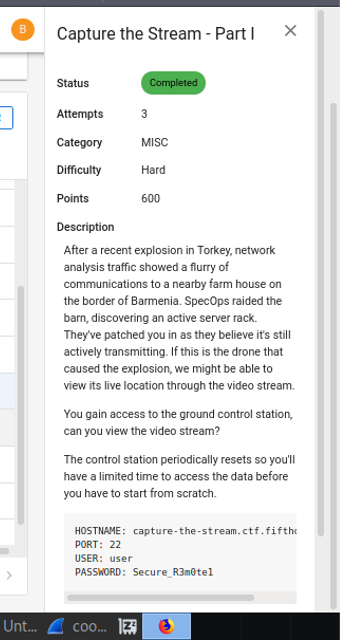 B
Capture the Stream - Part I
Status Completed
Attempts 3
Category MISC
Difficulty Hard
Points 600
Description
After a recent explosion in Torkey, network
analysis traffic showed a flurry of
communications to a nearby farm house on
the border of Barmenia. SpecOps raided the
barn, discovering an active server rack.
They've patched you in as they believe it's still
actively transmitting. If this is the drone that
caused the explosion, we might be able to
view its live location through the video stream.
You gain access to the ground control station,
can you view the video stream?
The control station periodically resets so you'll
have a limited time to access the data before
you have to start from scratch.
HOSTNAME: capture-the-stream.ctf.fifthc
PORT: 22
USER: user
PASSWORD: Secure_R3m0te1
Unt... coo...